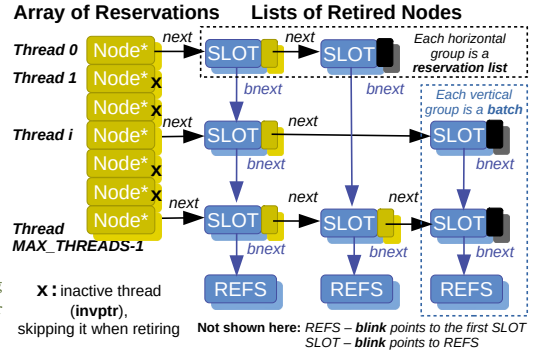 Array of Reservations
Lists of Retired Nodes
Thread 0
Node*
next
SLOT
next
SLOT
Each horizontal
group is a
reservation list
Thread 1
Node*
x
bnext
bnext
Node*
x
Each vertical
group is a batch
Thread i
Node*
next
SLOT
next
SLOT
Node*
x
bnext
bnext
Node*
x
next
next
next
Thread
MAX_THREADS-1
Node*
SLOT
SLOT
SLOT
bnext
bnext
bnext
REFS
REFS
REFS
x : inactive thread
(invptr),
skipping it when retiring
Not shown here: REFS – blink points to the first SLOT
SLOT – blink points to REFS